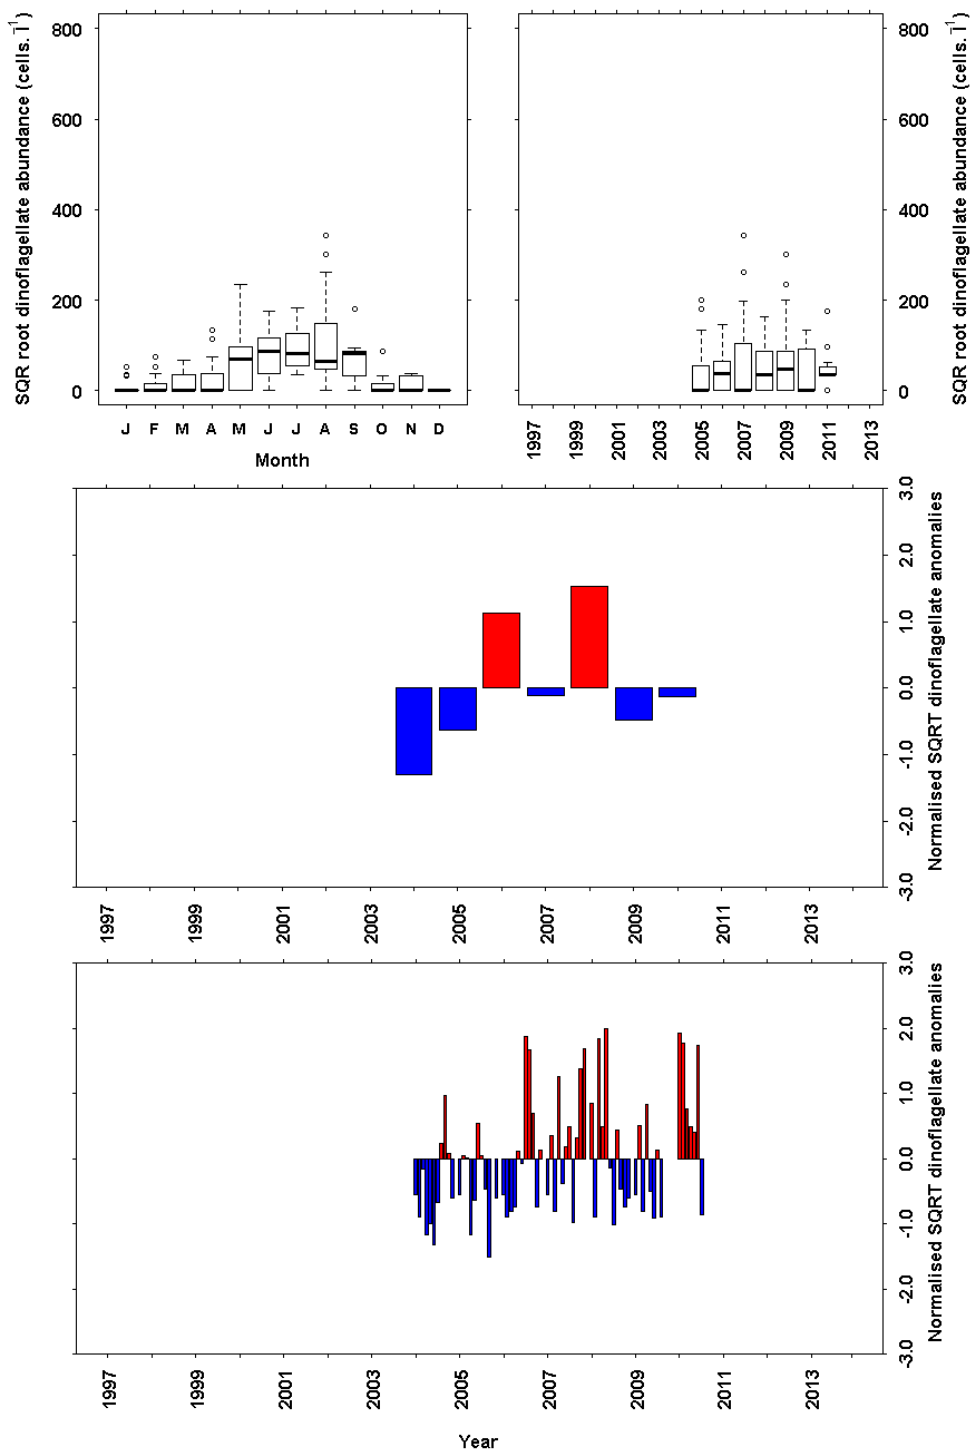 SQR root dinoflagellate abundance (cells. l⁻¹)
800
600
400
200
0
J F M A M J J A S O N D
Month
800
600
400
200
0
SQR root dinoflagellate abundance (cells. l⁻¹)
1997 1999 2001 2003 2005 2007 2009 2011 2013
3.0
2.0
1.0
0.0
-1.0
-2.0
-3.0
Normalised SQRT dinoflagellate anomalies
1997 1999 2001 2003 2005 2007 2009 2011 2013
3.0
2.0
1.0
0.0
-1.0
-2.0
-3.0
Normalised SQRT dinoflagellate anomalies
1997 1999 2001 2003 2005 2007 2009 2011 2013
Year